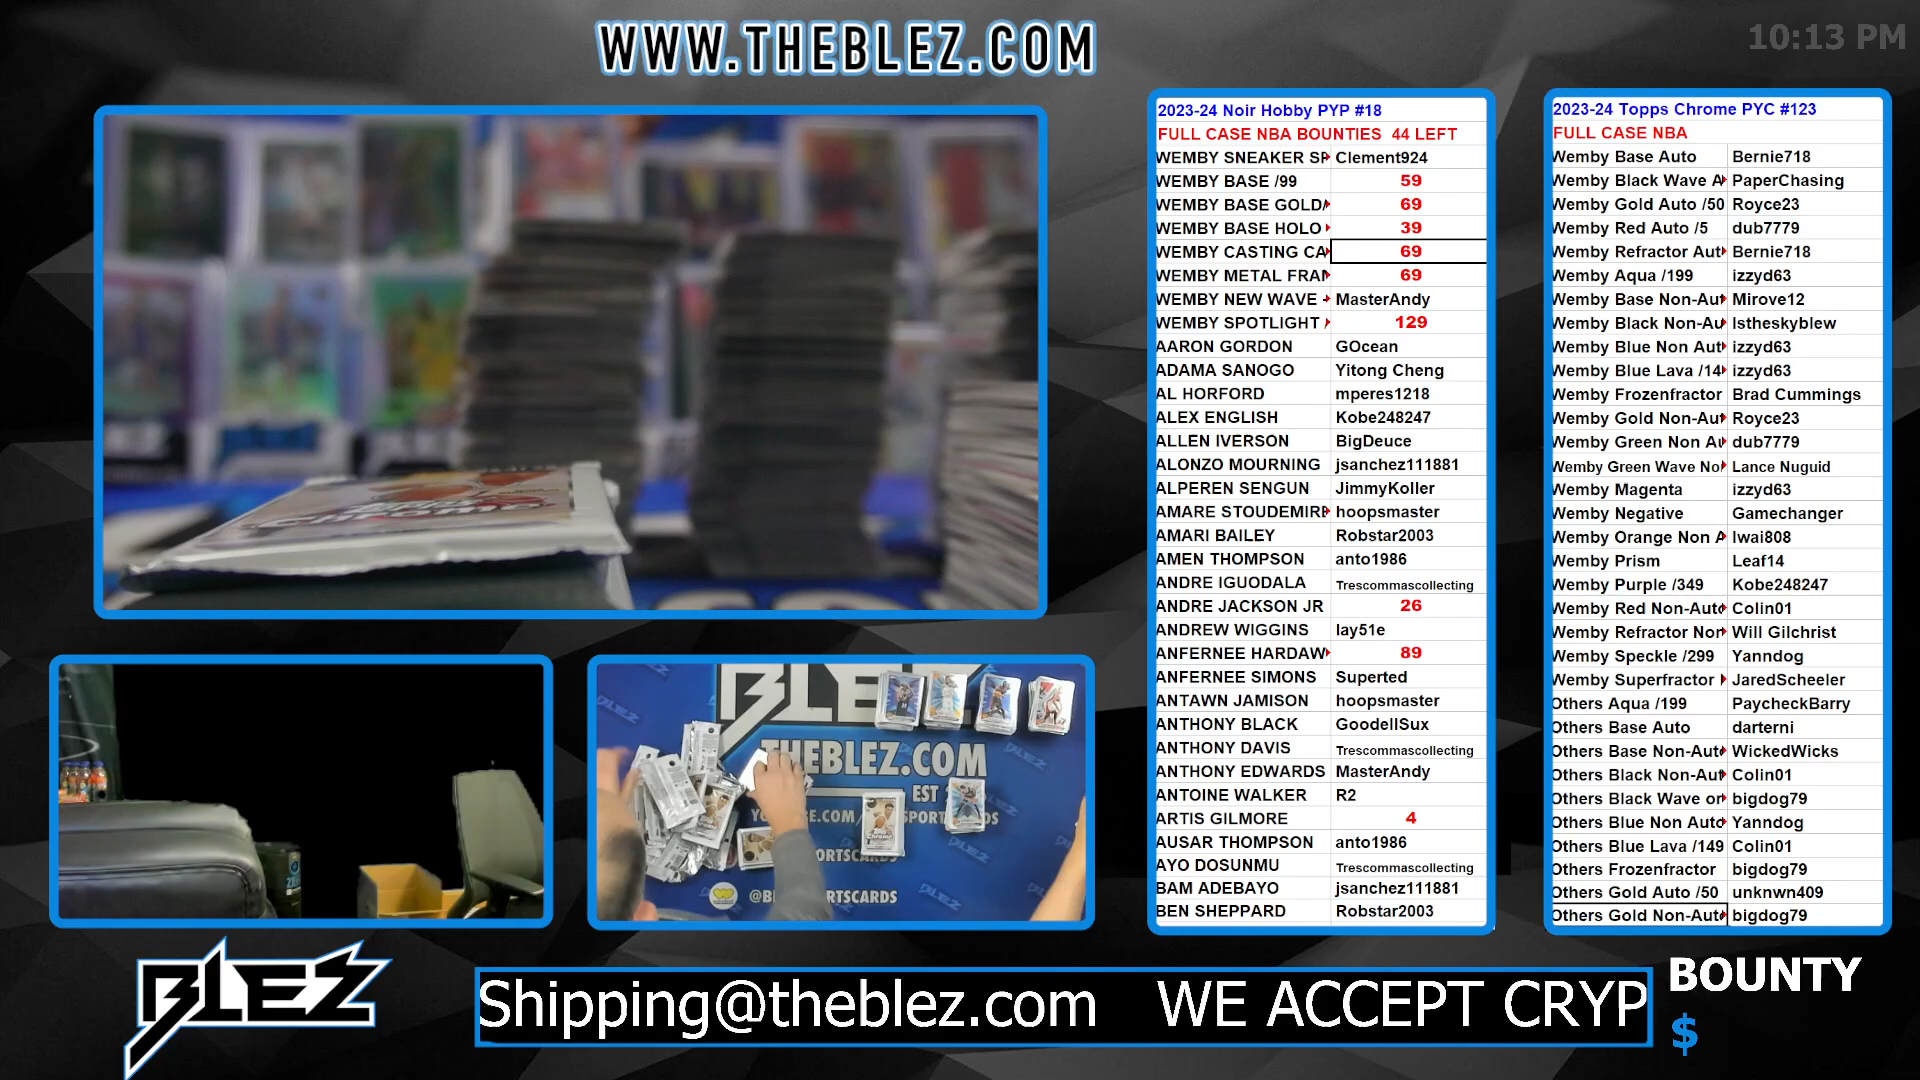 WWW.THEBLEZ.COM
10:13 PM
2023-24 Noir Hobby PYP #18
FULL CASE NBA BOUNTIES 44 LEFT
WEMBY SNEAKER SP Clement924
WEMBY BASE /99 59
WEMBY BASE GOLD/ 69
WEMBY BASE HOLO 39
WEMBY CASTING CA 69
WEMBY METAL FRAM 69
WEMBY NEW WAVE - MasterAndy
WEMBY SPOTLIGHT 129
AARON GORDON GOcean
ADAMA SANOGO Yitong Cheng
AL HORFORD mperes1218
ALEX ENGLISH Kobe248247
ALLEN IVERSON BigDeuce
ALONZO MOURNING jsanchez111881
ALPEREN SENGUN JimmyKoller
AMARE STOUDEMIRE hoopsmaster
AMARI BAILEY Robstar2003
AMEN THOMPSON anto1986
ANDRE IGUODALA Trescommascollecting
ANDRE JACKSON JR 26
ANDREW WIGGINS lay51e
ANFERNEE HARDAW 89
ANFERNEE SIMONS Superted
ANTAWN JAMISON hoopsmaster
ANTHONY BLACK GoodellSux
ANTHONY DAVIS Trescommascollecting
ANTHONY EDWARDS MasterAndy
ANTOINE WALKER R2
ARTIS GILMORE 4
AUSAR THOMPSON anto1986
AYO DOSUNMU Trescommascollecting
BAM ADEBAYO jsanchez111881
BEN SHEPPARD Robstar2003
2023-24 Topps Chrome PYC #123
FULL CASE NBA
Wemby Base Auto Bernie718
Wemby Black Wave A PaperChasing
Wemby Gold Auto /50 Royce23
Wemby Red Auto /5 dub7779
Wemby Refractor Aut Bernie718
Wemby Aqua /199 izzyd63
Wemby Base Non-Aut Mirove12
Wemby Black Non-Au Istheskyblew
Wemby Blue Non Aut izzyd63
Wemby Blue Lava /14 izzyd63
Wemby Frozenfractor Brad Cummings
Wemby Gold Non-Aut Royce23
Wemby Green Non Au dub7779
Wemby Green Wave No Lance Nuguid
Wemby Magenta izzyd63
Wemby Negative Gamechanger
Wemby Orange Non A lwai808
Wemby Prism Leaf14
Wemby Purple /349 Kobe248247
Wemby Red Non-Auto Colin01
Wemby Refractor Non Will Gilchrist
Wemby Speckle /299 Yanndog
Wemby Superfractor JaredScheeler
Others Aqua /199 PaycheckBarry
Others Base Auto darterni
Others Base Non-Aut WickedWicks
Others Black Non-Aut Colin01
Others Black Wave or bigdog79
Others Blue Non Auto Yanndog
Others Blue Lava /149 Colin01
Others Frozenfractor bigdog79
Others Gold Auto /50 unknwn409
Others Gold Non-Aut bigdog79
BLEZ
THEBLEZ.COM
EST
ORTSCARDS
RTSCARDS
BLEZ
Shipping@theblez.com WE ACCEPT CRYP
BOUNTY
$